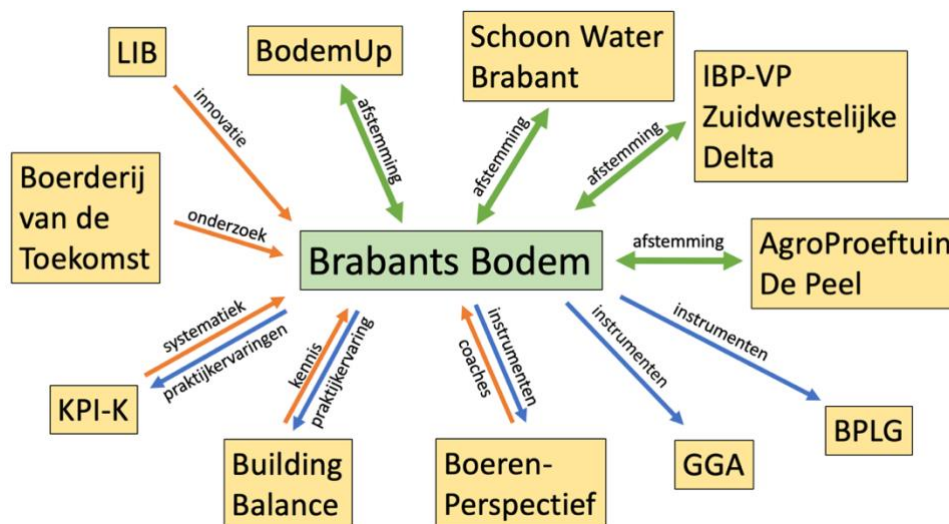 LIB
BodemUp
Schoon Water
Brabant
IBP-VP
Zuidwestelijke
Delta
innovatie
afstemming
afstemming
afstemming
Boerderij
van de
Toekomst
onderzoek
Brabants Bodem
afstemming
AgroProeftuin
De Peel
systematiek
praktijkervaringen
kennis
praktijkervaring
instrumenten
coaches
instrumenten
instrumenten
KPI-K
Building
Balance
Boeren-
Perspectief
GGA
BPLG